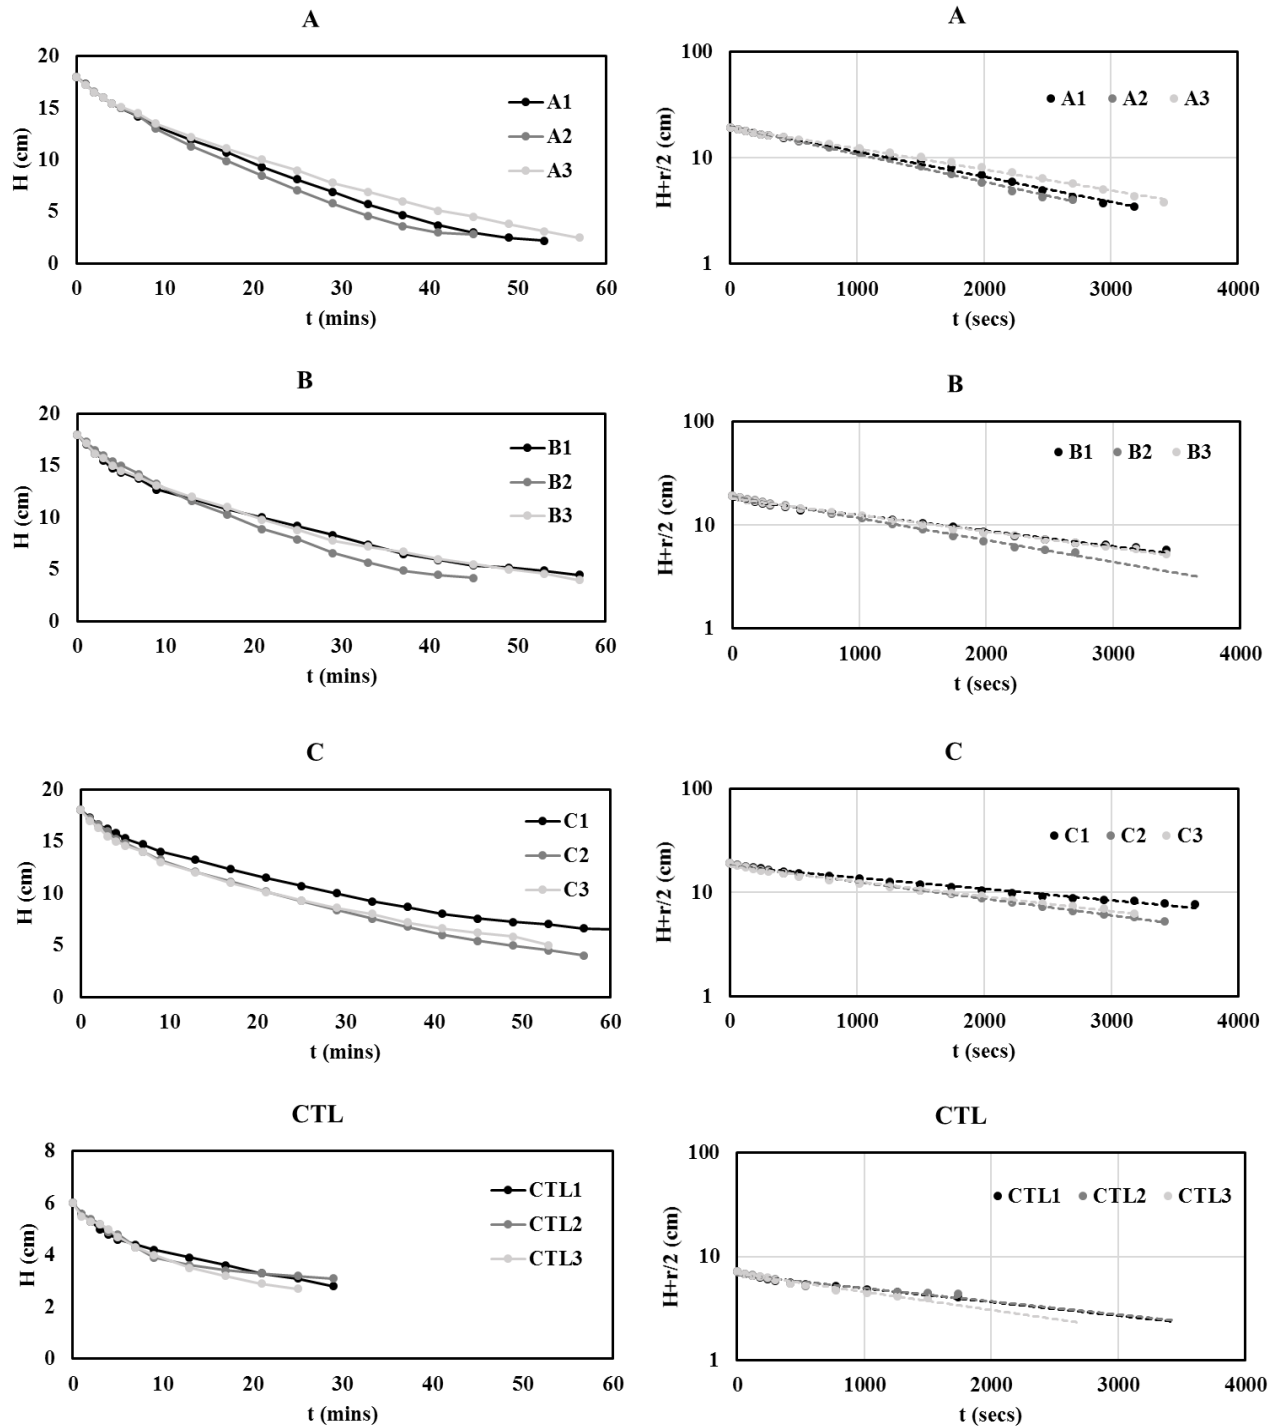 A
20
15
10
5
0
H (cm)
A1
A2
A3
0 10 20 30 40 50 60
t (mins)
A
100
10
1
H+r/2 (cm)
A1 A2 A3
0 1000 2000 3000 4000
t (secs)
B
20
15
10
5
0
H (cm)
B1
B2
B3
0 10 20 30 40 50 60
t (mins)
B
100
10
1
H+r/2 (cm)
B1 B2 B3
0 1000 2000 3000 4000
t (secs)
C
20
15
10
5
0
H (cm)
C1
C2
C3
0 10 20 30 40 50 60
t (mins)
C
100
10
1
H+r/2 (cm)
C1 C2 C3
0 1000 2000 3000 4000
t (secs)
CTL
8
6
4
2
0
H (cm)
CTL1
CTL2
CTL3
0 10 20 30 40 50 60
t (mins)
CTL
100
10
1
H+r/2 (cm)
CTL1 CTL2 CTL3
0 1000 2000 3000 4000
t (secs)